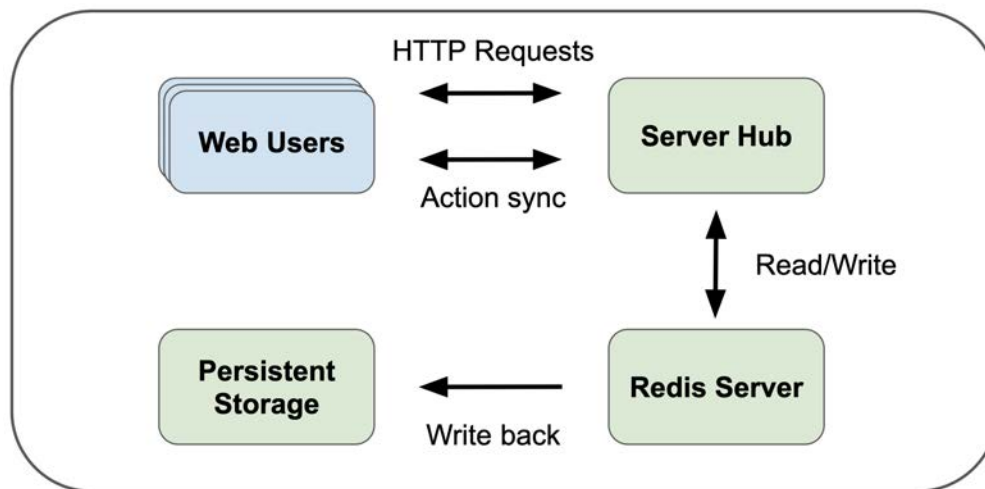 HTTP Requests
Web Users
Server Hub
Action sync
Read/Write
Persistent
Storage
Redis Server
Write back